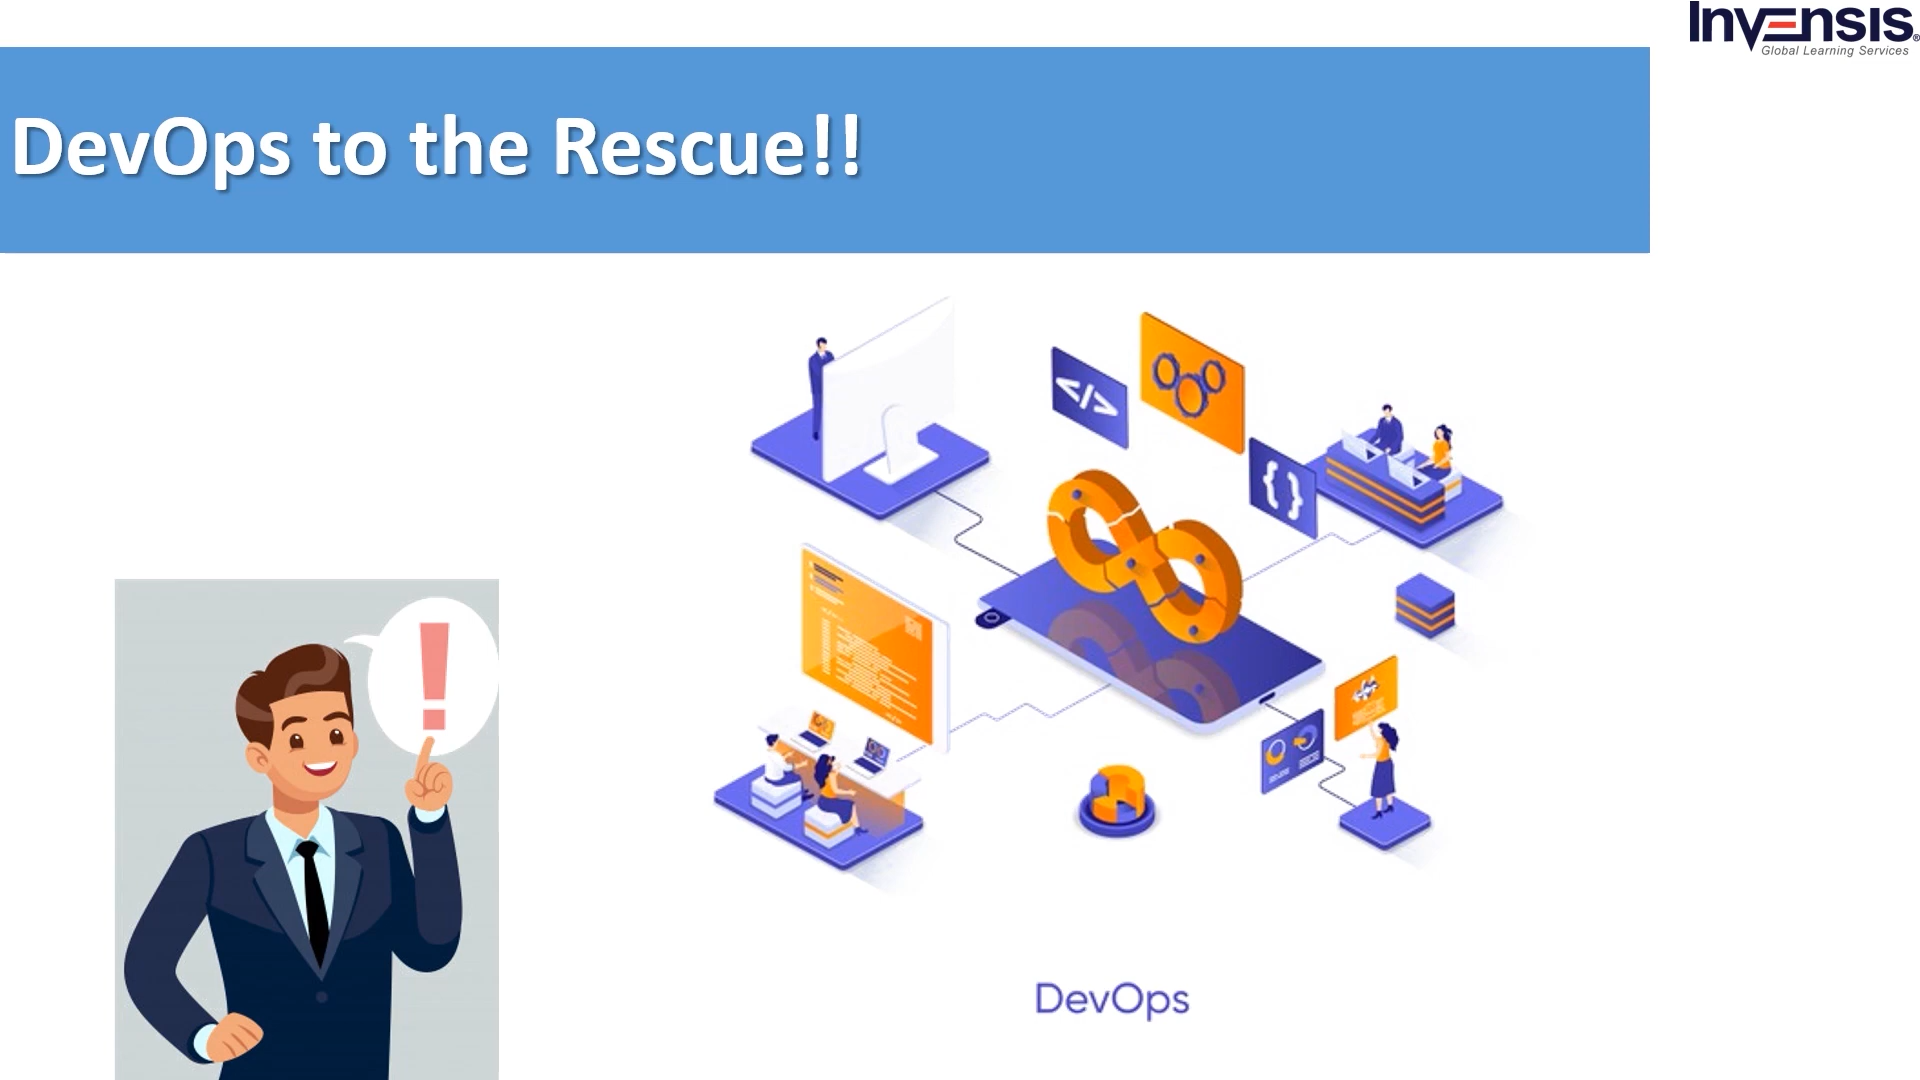 Invensis®
Global Learning Services
DevOps to the Rescue!!
</>
{ }
!
DevOps